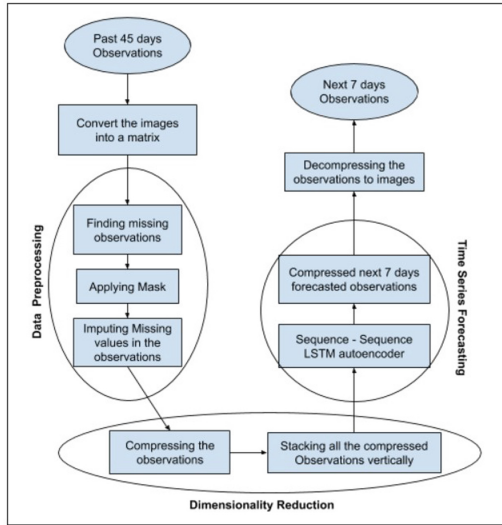 Past 45 days
Observations
Convert the images
into a matrix
Data Preprocessing
Finding missing
observations
Applying Mask
Imputing Missing
values in the
observations
Compressing the
observations
Stacking all the compressed
Observations vertically
Dimensionality Reduction
Sequence - Sequence
LSTM autoencoder
Compressed next 7 days
forecasted observations
Time Series Forecasting
Decompressing the
observations to images
Next 7 days
Observations